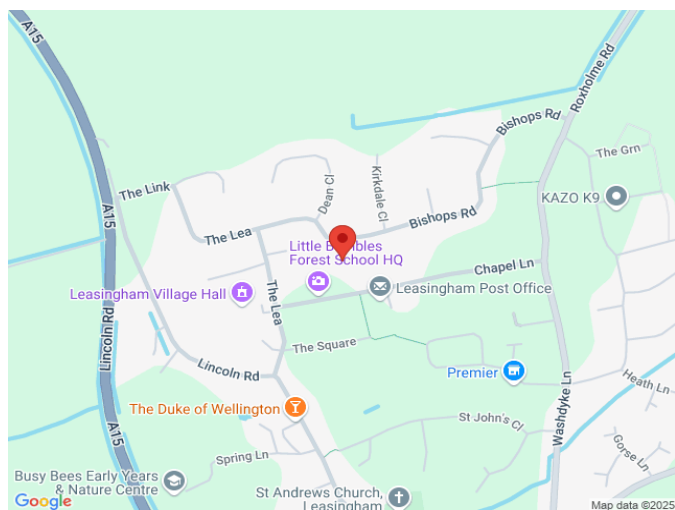 A15
Roxholme Rd
Bishops Rd
The Grn
The Link
Dean Cl
Kirkdale Cl
KAZO K9
A15
The Lea
Bishops Rd
Little
Forest School HQ
Chapel Ln
Leasingham Village Hall
The Lea
Leasingham Post Office
Lincoln Rd
The Square
Lincoln Rd
Premier
Heath Ln
The Duke of Wellington
St John's Cl
Washdyke Ln
A15
Spring Ln
Gorse Ln
Busy Bees Early Years
& Nature Centre
St Andrews Church,
Leasingham
Google
Map data ©2025